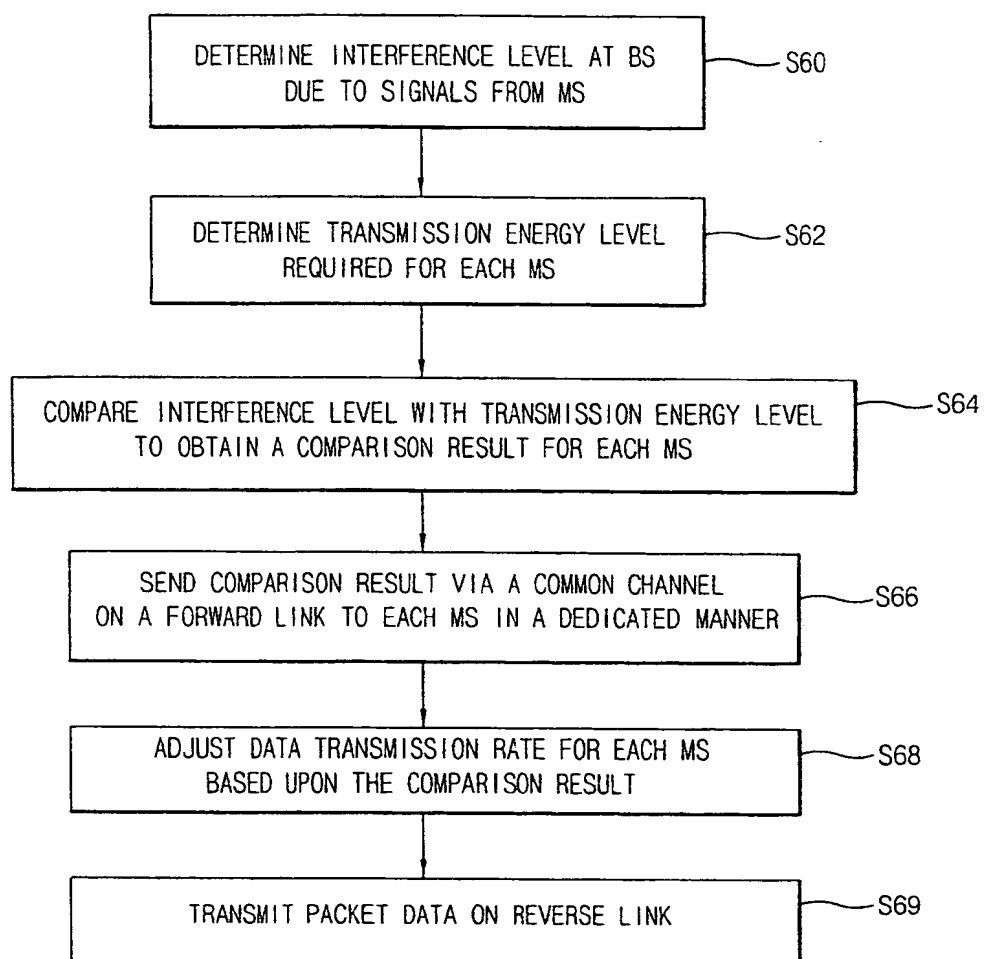 DETERMINE INTERFERENCE LEVEL AT BS
DUE TO SIGNALS FROM MS
S60
DETERMINE TRANSMISSION ENERGY LEVEL
REQUIRED FOR EACH MS
S62
COMPARE INTERFERENCE LEVEL WITH TRANSMISSION ENERGY LEVEL
TO OBTAIN A COMPARISON RESULT FOR EACH MS
S64
SEND COMPARISON RESULT VIA A COMMON CHANNEL
ON A FORWARD LINK TO EACH MS IN A DEDICATED MANNER
S66
ADJUST DATA TRANSMISSION RATE FOR EACH MS
BASED UPON THE COMPARISON RESULT
S68
TRANSMIT PACKET DATA ON REVERSE LINK
S69